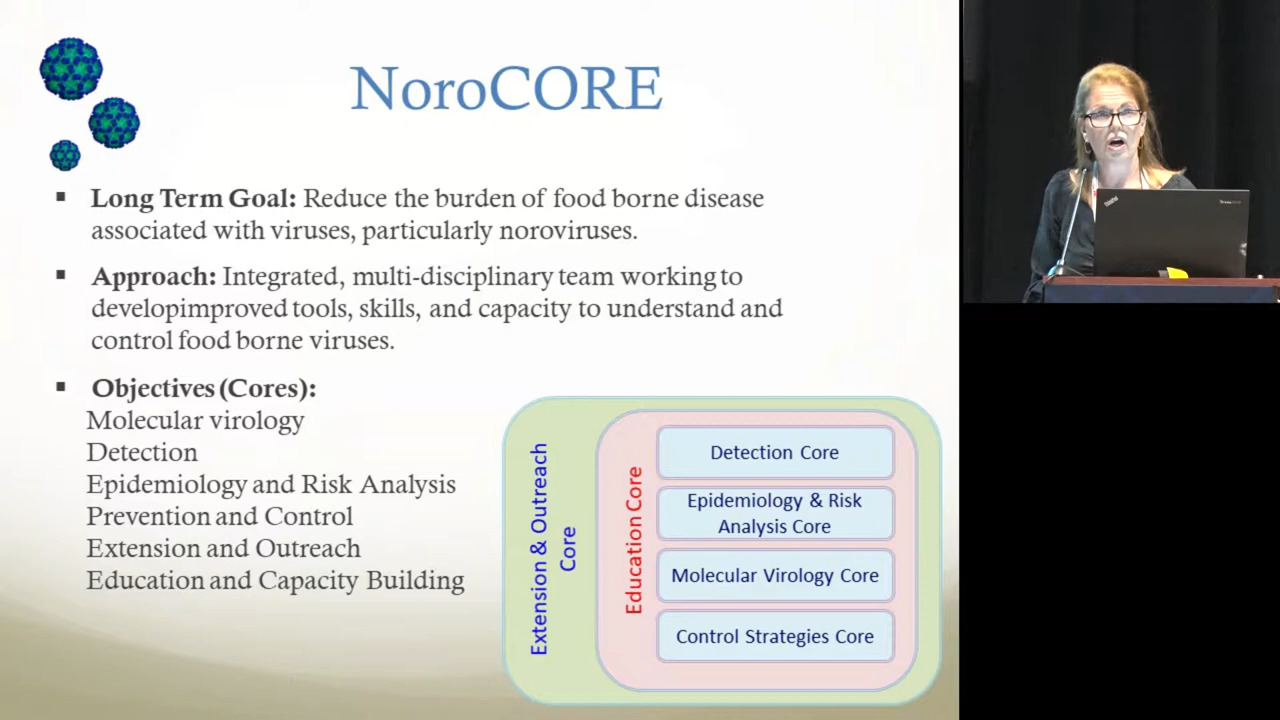 NoroCORE
▪ Long Term Goal: Reduce the burden of food borne disease
associated with viruses, particularly noroviruses.
▪ Approach: Integrated, multi-disciplinary team working to
developimproved tools, skills, and capacity to understand and
control food borne viruses.
▪ Objectives (Cores):
Molecular virology
Detection
Epidemiology and Risk Analysis
Prevention and Control
Extension and Outreach
Education and Capacity Building
Extension & Outreach
Core
Education Core
Detection Core
Epidemiology & Risk
Analysis Core
Molecular Virology Core
Control Strategies Core
ThinkPad